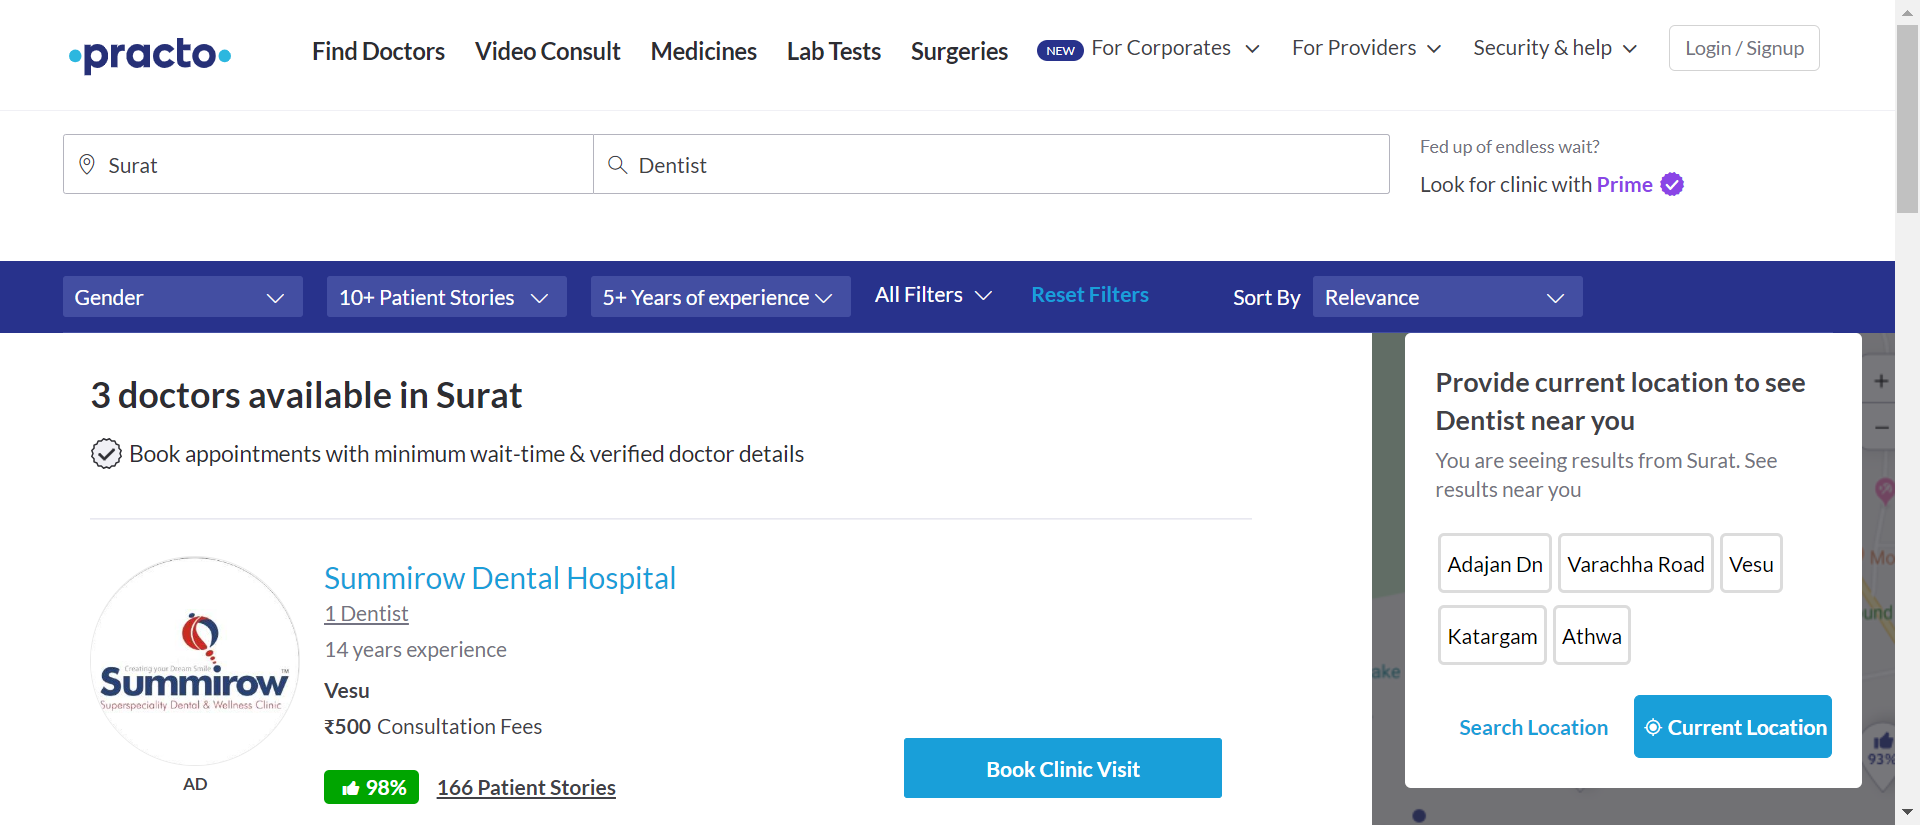 practo
Find Doctors
Video Consult
Medicines
Lab Tests
Surgeries
NEW
For Corporates
For Providers
Security & help
Login / Signup
Surat
Dentist
Fed up of endless wait?
Look for clinic with Prime
Gender
10+ Patient Stories
5+ Years of experience
All Filters
Reset Filters
Sort By
Relevance
3 doctors available in Surat
Book appointments with minimum wait-time & verified doctor details
Creating your Dream Smile
Summirow™
Superspeciality Dental & Wellness Clinic
AD
Summirow Dental Hospital
1 Dentist
14 years experience
Vesu
₹500 Consultation Fees
98%
166 Patient Stories
Book Clinic Visit
Provide current location to see
Dentist near you
You are seeing results from Surat. See
results near you
Adajan Dn
Varachha Road
Vesu
Katargam
Athwa
Search Location
Current Location
+
−
93%